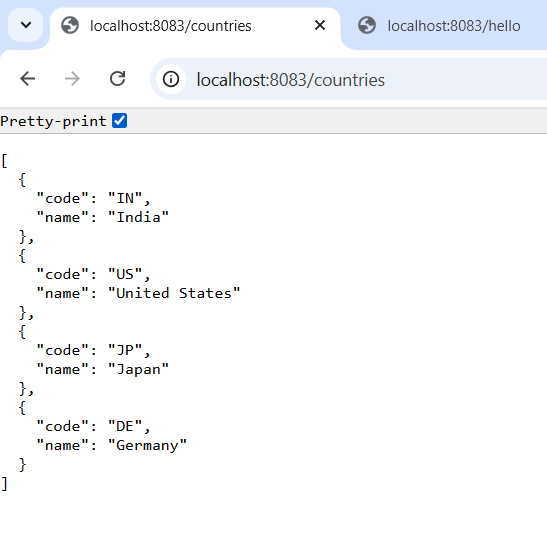 localhost:8083/countries
localhost:8083/hello
localhost:8083/countries
Pretty-print
[
  {
    "code": "IN",
    "name": "India"
  },
  {
    "code": "US",
    "name": "United States"
  },
  {
    "code": "JP",
    "name": "Japan"
  },
  {
    "code": "DE",
    "name": "Germany"
  }
]